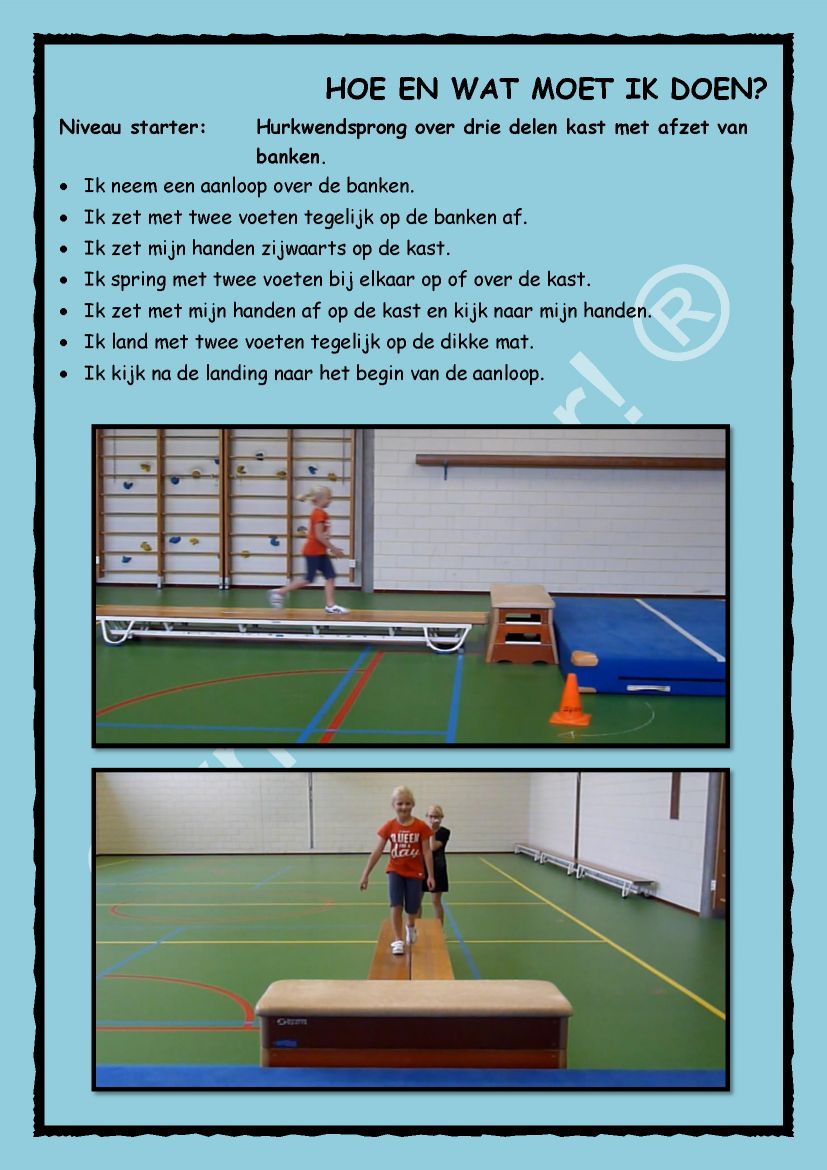 HOE EN WAT MOET IK DOEN?
Niveau starter: Hurkwendsprong over drie delen kast met afzet van
banken.
• Ik neem een aanloop over de banken.
• Ik zet met twee voeten tegelijk op de banken af.
• Ik zet mijn handen zijwaarts op de kast.
• Ik spring met twee voeten bij elkaar op of over de kast.
• Ik zet met mijn handen af op de kast en kijk naar mijn handen.
• Ik land met twee voeten tegelijk op de dikke mat.
• Ik kijk na de landing naar het begin van de aanloop.
QUEEN
FOR A
day